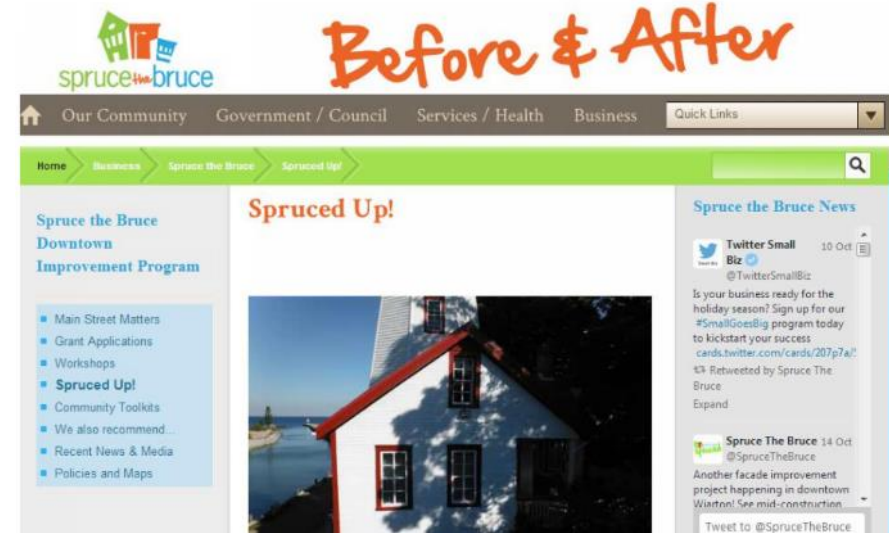 Before & After
spruce the bruce
Our Community Government / Council Services / Health Business Quick Links
Home Business Spruce the Bruce Spruced Up!
Spruce the Bruce
Downtown
Improvement Program
Main Street Matters
Grant Applications
Workshops
Spruced Up!
Community Toolkits
We also recommend...
Recent News & Media
Policies and Maps
Spruced Up!
Spruce the Bruce News
Twitter Small 10 Oct
Biz
@TwitterSmallBiz
Is your business ready for the
holiday season? Sign up for our
#SmallGoesBig program today
to kickstart your success
cards.twitter.com/cards/207p7a/
Retweeted by Spruce The
Bruce
Expand
Spruce The Bruce 14 Oct
@SpruceTheBruce
Another facade improvement
project happening in downtown
Wiarton! See mid-construction
Tweet to @SpruceTheBruce